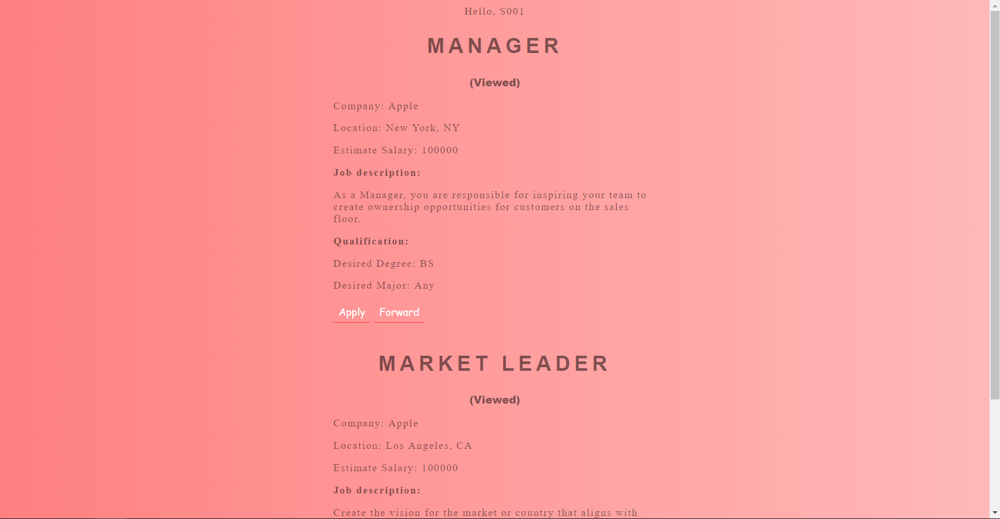 Hello, S001
MANAGER
(Viewed)
Company: Apple
Location: New York, NY
Estimate Salary: 100000
Job description:
As a Manager, you are responsible for inspiring your team to
create ownership opportunities for customers on the sales
floor.
Qualification:
Desired Degree: BS
Desired Major: Any
Apply Forward
MARKET LEADER
(Viewed)
Company: Apple
Location: Los Angeles, CA
Estimate Salary: 100000
Job description:
Create the vision for the market or country that aligns with